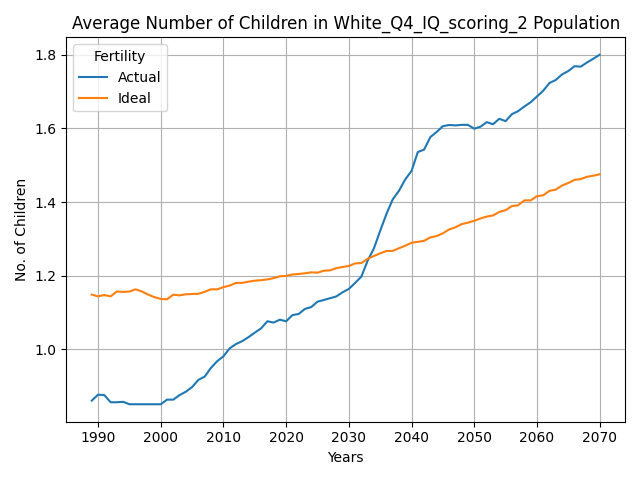 Average Number of Children in White_Q4_IQ_scoring_2 Population
Fertility
Actual
Ideal
No. of Children
1.8
1.6
1.4
1.2
1.0
1990 2000 2010 2020 2030 2040 2050 2060 2070
Years